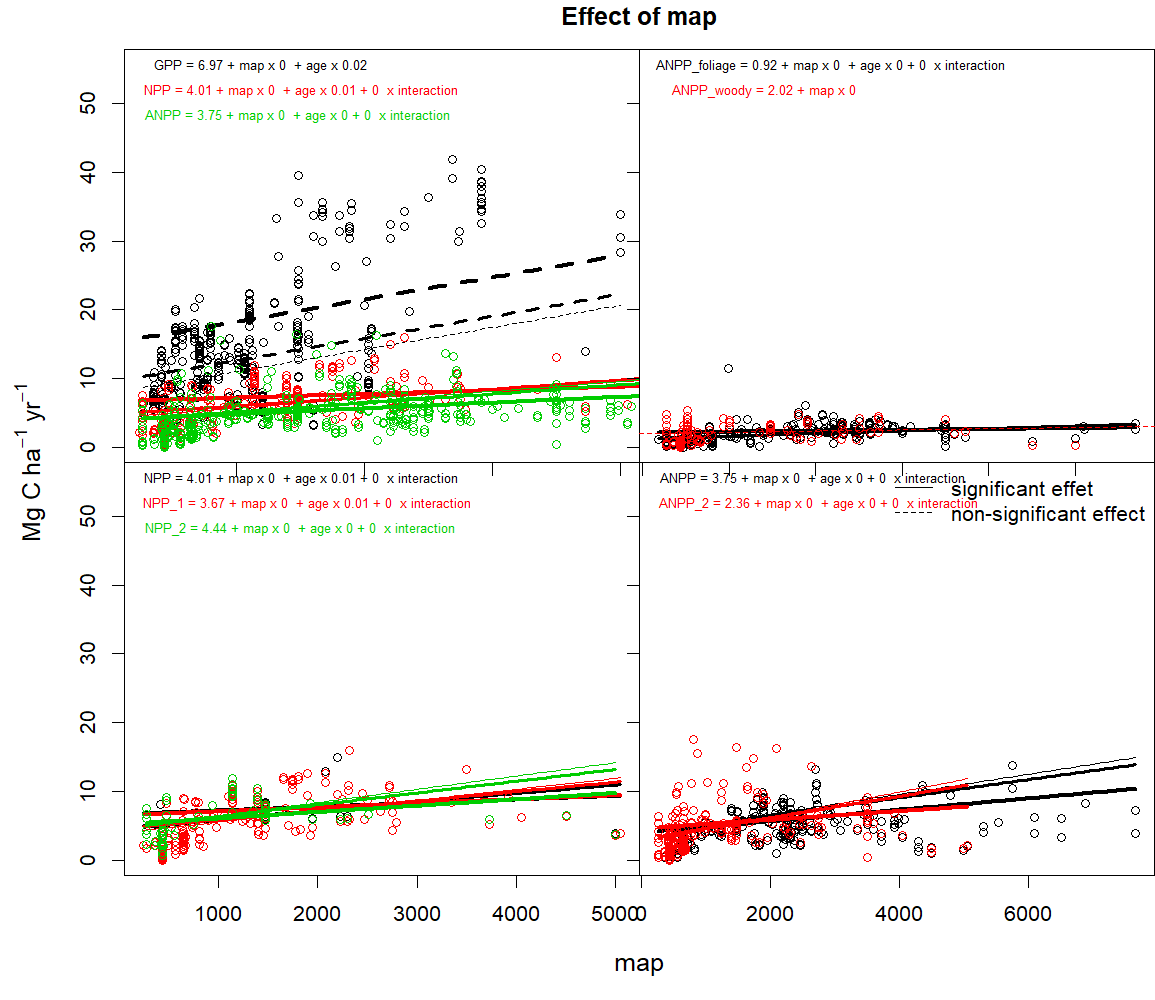 Effect of map
GPP = 6.97 + map x 0  + age x 0.02
NPP = 4.01 + map x 0  + age x 0.01 + 0  x interaction
ANPP = 3.75 + map x 0  + age x 0 + 0  x interaction
ANPP_foliage = 0.92 + map x 0  + age x 0 + 0  x interaction
ANPP_woody = 2.02 + map x 0
50
40
30
20
10
0
Mg C ha⁻¹ yr⁻¹
NPP = 4.01 + map x 0  + age x 0.01 + 0  x interaction
NPP_1 = 3.67 + map x 0  + age x 0.01 + 0  x interaction
NPP_2 = 4.44 + map x 0  + age x 0 + 0  x interaction
ANPP = 3.75 + map x 0  + age x 0 + 0  x interaction
ANPP_2 = 2.36 + map x 0  + age x 0 + 0  x interaction
significant effet
non-significant effect
50
40
30
20
10
0
1000 2000 3000 4000 5000 0 2000 4000 6000
map